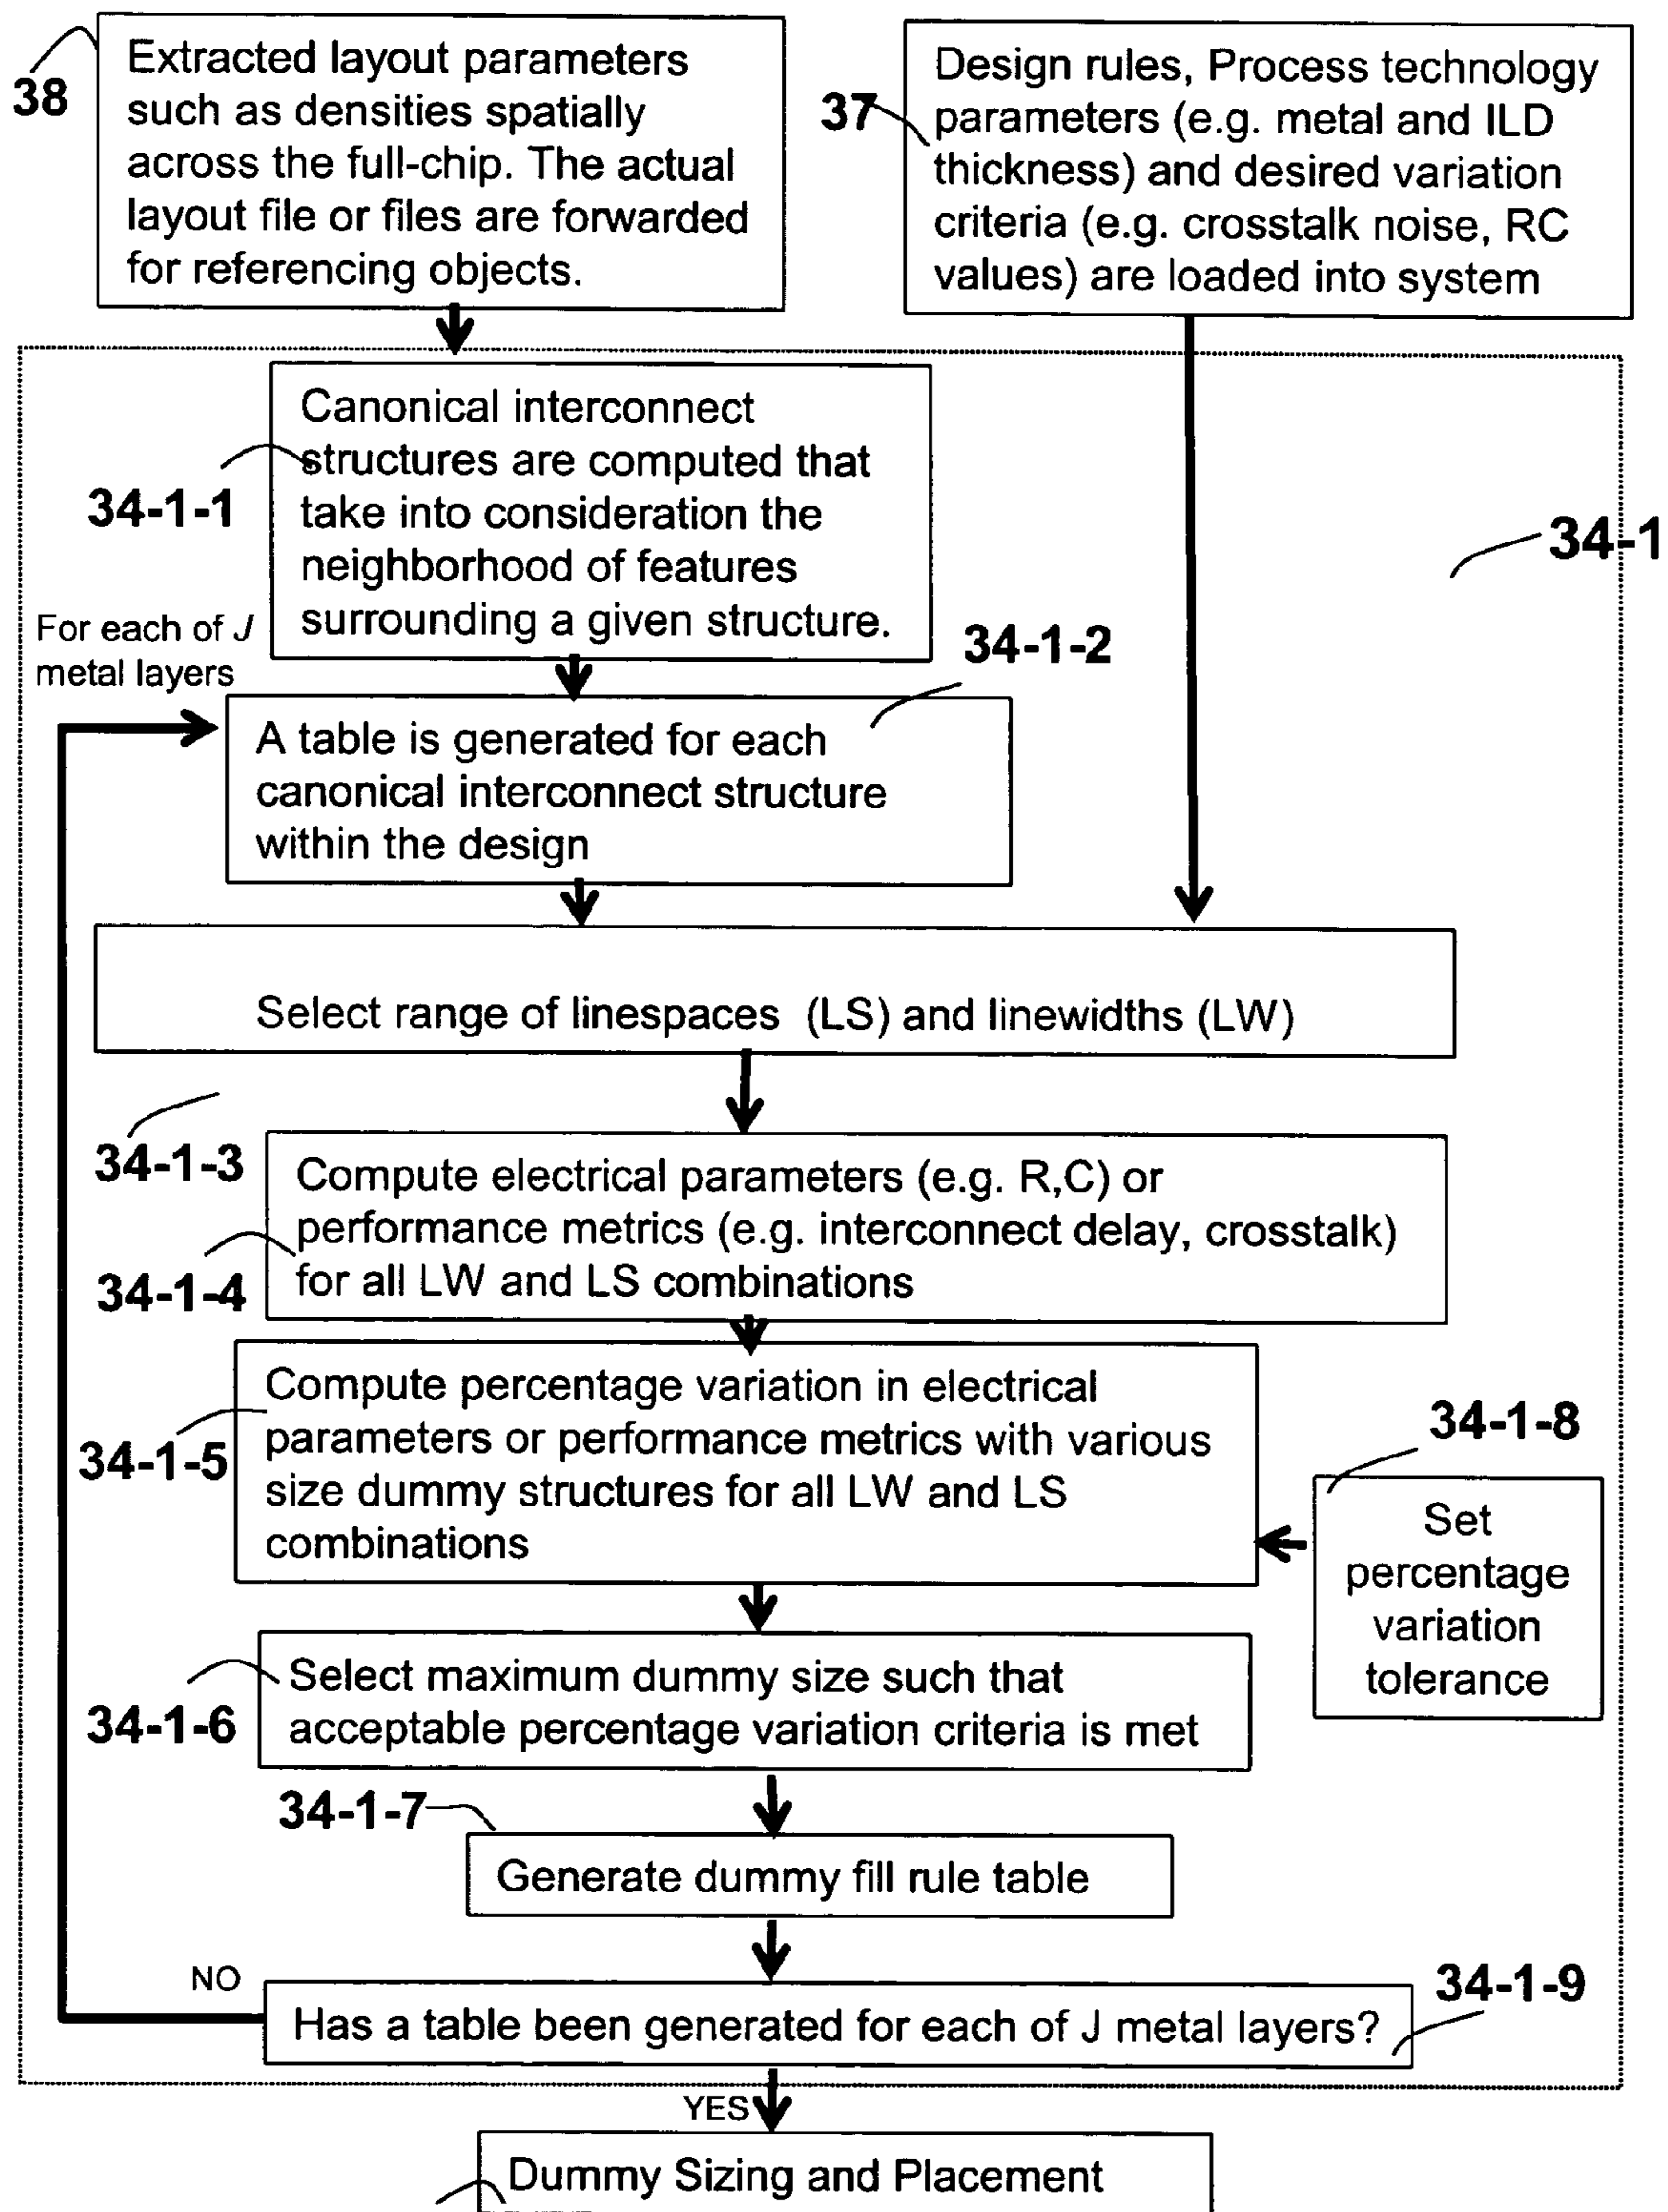 38
Extracted layout parameters
such as densities spatially
across the full-chip. The actual
layout file or files are forwarded
for referencing objects.
37
Design rules, Process technology
parameters (e.g. metal and ILD
thickness) and desired variation
criteria (e.g. crosstalk noise, RC
values) are loaded into system
34-1
34-1-1
Canonical interconnect
structures are computed that
take into consideration the
neighborhood of features
surrounding a given structure.
For each of J
metal layers
34-1-2
A table is generated for each
canonical interconnect structure
within the design
Select range of linespaces (LS) and linewidths (LW)
34-1-3
34-1-4
Compute electrical parameters (e.g. R,C) or
performance metrics (e.g. interconnect delay, crosstalk)
for all LW and LS combinations
34-1-5
Compute percentage variation in electrical
parameters or performance metrics with various
size dummy structures for all LW and LS
combinations
34-1-8
Set
percentage
variation
tolerance
34-1-6
Select maximum dummy size such that
acceptable percentage variation criteria is met
34-1-7
Generate dummy fill rule table
NO
34-1-9
Has a table been generated for each of J metal layers?
YES
Dummy Sizing and Placement